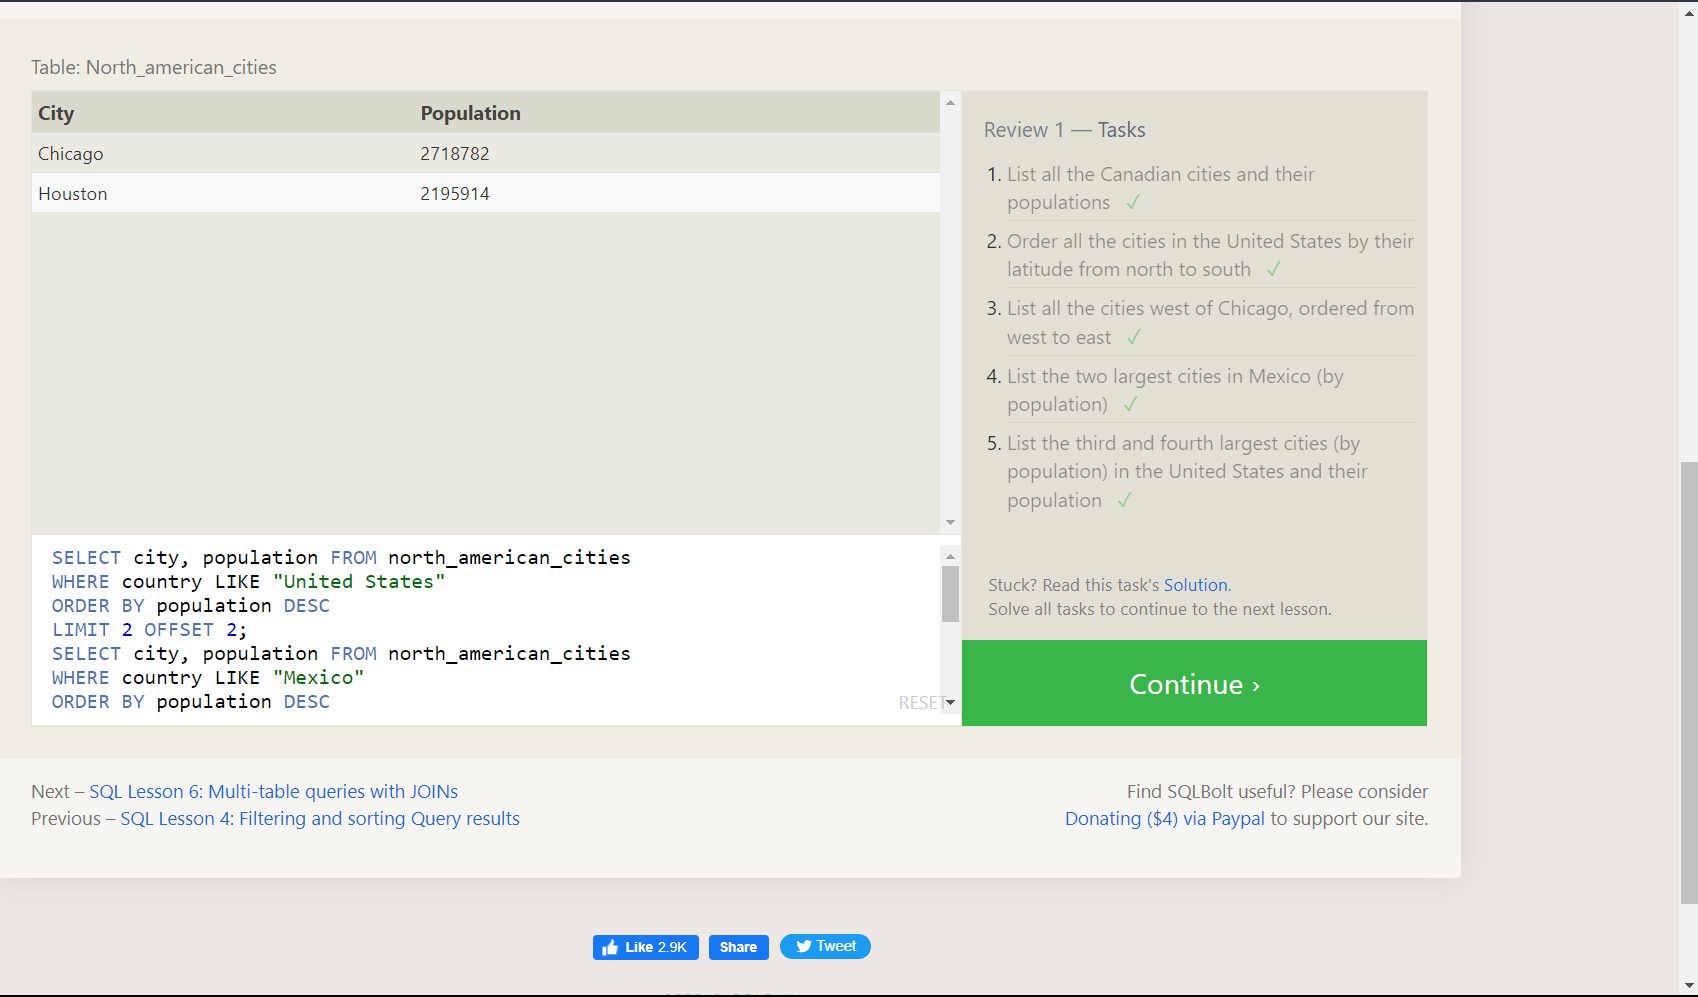 Table: North_american_cities
City Population
Chicago 2718782
Houston 2195914
SELECT city, population FROM north_american_cities
WHERE country LIKE "United States"
ORDER BY population DESC
LIMIT 2 OFFSET 2;
SELECT city, population FROM north_american_cities
WHERE country LIKE "Mexico"
ORDER BY population DESC
RESET
Review 1 — Tasks
1. List all the Canadian cities and their
populations ✓
2. Order all the cities in the United States by their
latitude from north to south ✓
3. List all the cities west of Chicago, ordered from
west to east ✓
4. List the two largest cities in Mexico (by
population) ✓
5. List the third and fourth largest cities (by
population) in the United States and their
population ✓
Stuck? Read this task's Solution.
Solve all tasks to continue to the next lesson.
Continue ›
Next – SQL Lesson 6: Multi-table queries with JOINs
Previous – SQL Lesson 4: Filtering and sorting Query results
Find SQLBolt useful? Please consider
Donating ($4) via Paypal to support our site.
Like 2.9K Share Tweet